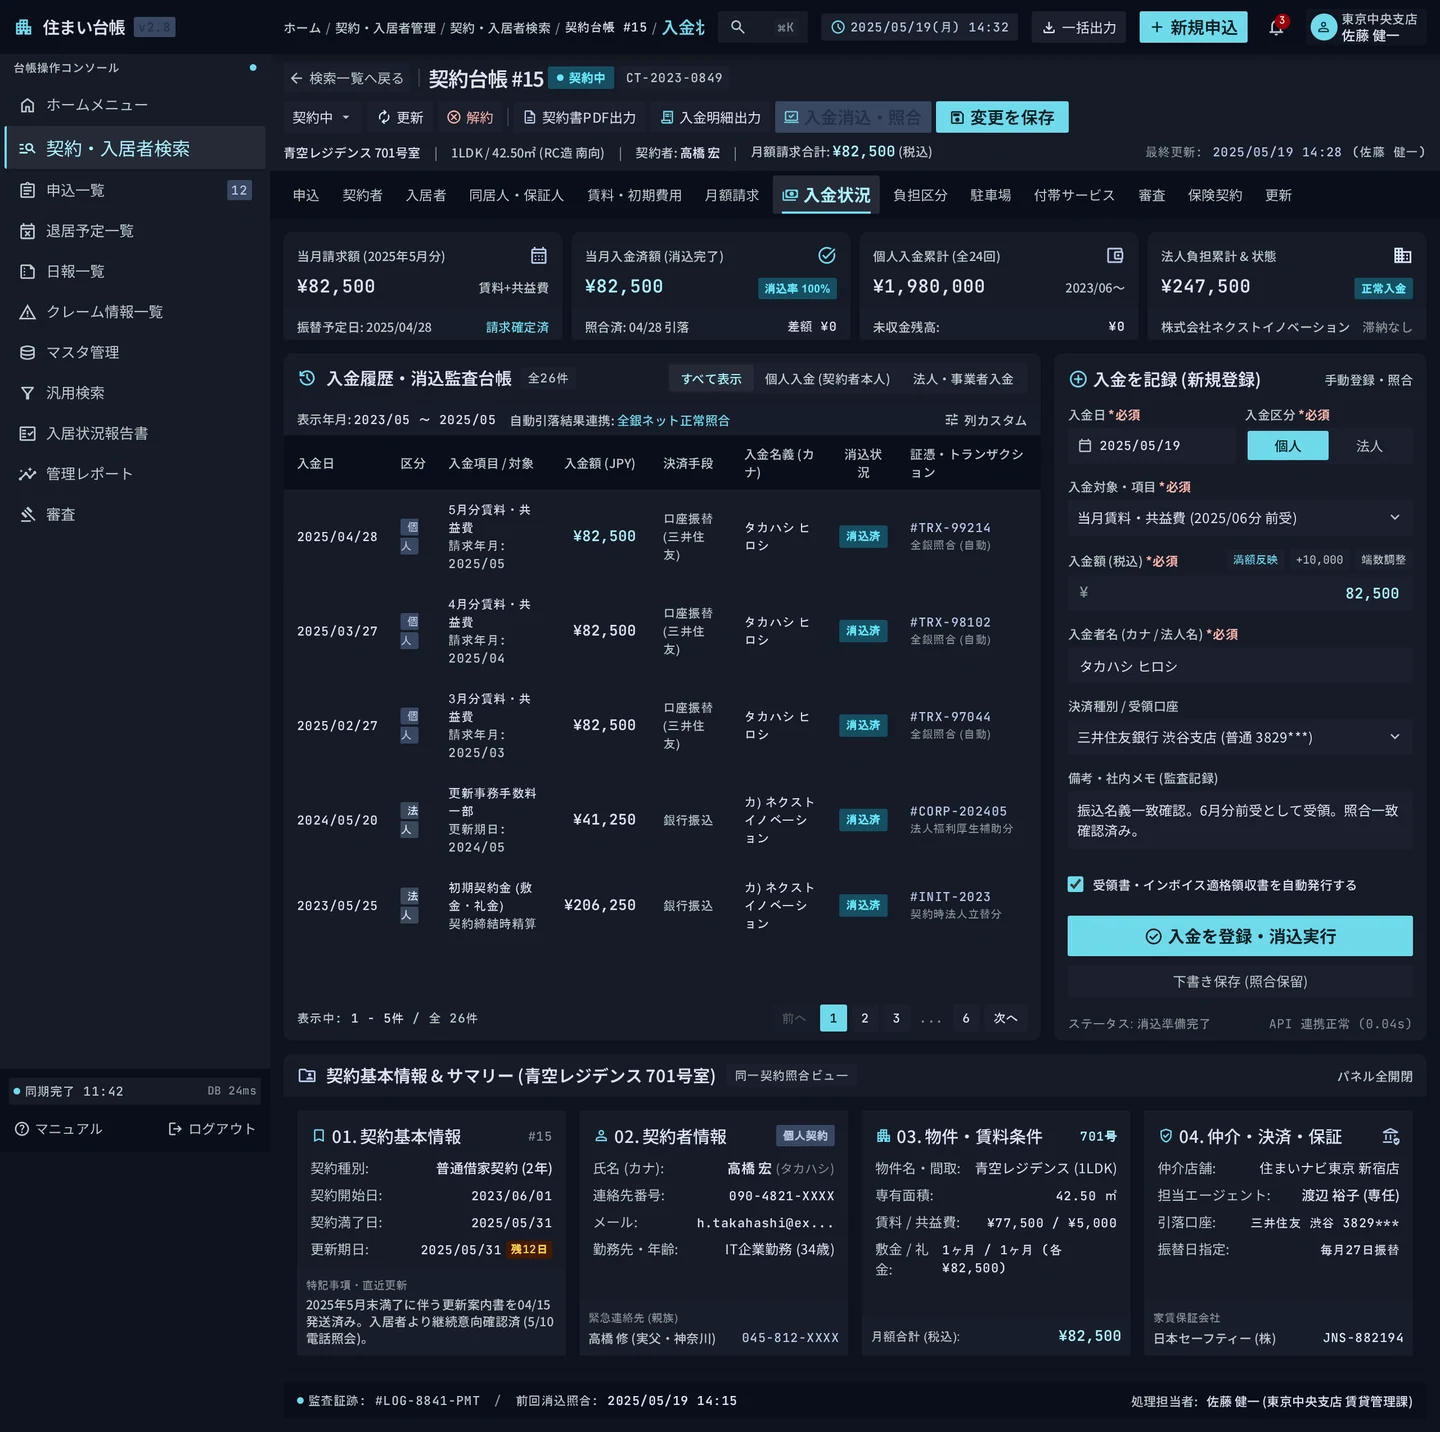 住まい台帳 v2.8
ホーム / 契約・入居者管理 / 契約・入居者検索 / 契約台帳 #15 / 入金状
⌘K
2025/05/19(月) 14:32
一括出力
新規申込
3
東京中央支店
佐藤 健一
台帳操作コンソール
ホームメニュー
契約・入居者検索
申込一覧 12
退居予定一覧
日報一覧
クレーム情報一覧
マスタ管理
汎用検索
入居状況報告書
管理レポート
審査
同期完了 11:42 DB 24ms
マニュアル ログアウト
検索一覧へ戻る 契約台帳 #15 契約中 CT-2023-0849
契約中 更新 解約 契約書PDF出力 入金明細出力 入金消込・照合 変更を保存
青空レジデンス 701号室 | 1LDK / 42.50㎡ (RC造 南向) | 契約者: 高橋 宏 | 月額請求合計: ¥82,500 (税込) 最終更新: 2025/05/19 14:28 (佐藤 健一)
申込 契約者 入居者 同居人・保証人 賃料・初期費用 月額請求 入金状況 負担区分 駐車場 付帯サービス 審査 保険契約 更新
当月請求額 (2025年5月分)
¥82,500 賃料+共益費
振替予定日: 2025/04/28 請求確定済
当月入金済額 (消込完了)
¥82,500 消込率 100%
照合済: 04/28 引落 差額 ¥0
個人入金累計 (全24回)
¥1,980,000 2023/06〜
未収金残高: ¥0
法人負担累計 & 状態
¥247,500 正常入金
株式会社ネクストイノベーション 滞納なし
入金履歴・消込監査台帳 全26件 すべて表示 個人入金 (契約者本人) 法人・事業者入金
表示年月: 2023/05 〜 2025/05 自動引落結果連携: 全銀ネット正常照合 列カスタム
入金日 区分 入金項目 / 対象 入金額 (JPY) 決済手段 入金名義 (カナ) 消込状況 証憑・トランザクション
2025/04/28 個人 5月分賃料・共益費 請求年月: 2025/05 ¥82,500 口座振替 (三井住友) タカハシ ヒロシ 消込済 #TRX-99214 全銀照合 (自動)
2025/03/27 個人 4月分賃料・共益費 請求年月: 2025/04 ¥82,500 口座振替 (三井住友) タカハシ ヒロシ 消込済 #TRX-98102 全銀照合 (自動)
2025/02/27 個人 3月分賃料・共益費 請求年月: 2025/03 ¥82,500 口座振替 (三井住友) タカハシ ヒロシ 消込済 #TRX-97044 全銀照合 (自動)
2024/05/20 法人 更新事務手数料一部 更新期日: 2024/05 ¥41,250 銀行振込 カ) ネクストイノベーション 消込済 #CORP-202405 法人福利厚生補助分
2023/05/25 法人 初期契約金 (敷金・礼金) 契約締結時精算 ¥206,250 銀行振込 カ) ネクストイノベーション 消込済 #INIT-2023 契約時法人立替分
表示中: 1 - 5件 / 全 26件 前へ 1 2 3 ... 6 次へ
入金を記録 (新規登録) 手動登録・照合
入金日 *必須 入金区分 *必須
2025/05/19 個人 法人
入金対象・項目 *必須
当月賃料・共益費 (2025/06分 前受)
入金額 (税込) *必須 満額反映 +10,000 端数調整
¥ 82,500
入金者名 (カナ / 法人名) *必須
タカハシ ヒロシ
決済種別 / 受領口座
三井住友銀行 渋谷支店 (普通 3829***)
備考・社内メモ (監査記録)
振込名義一致確認。6月分前受として受領。照合一致
確認済み。
受領書・インボイス適格領収書を自動発行する
入金を登録・消込実行
下書き保存 (照合保留)
ステータス: 消込準備完了 API 連携正常 (0.04s)
契約基本情報 & サマリー (青空レジデンス 701号室) 同一契約照合ビュー パネル全開閉
01. 契約基本情報 #15
契約種別: 普通借家契約 (2年)
契約開始日: 2023/06/01
契約満了日: 2025/05/31
更新期日: 2025/05/31 残12日
特記事項・直近更新
2025年5月末満了に伴う更新案内書を04/15
発送済み。入居者より継続意向確認済 (5/10
電話照会)。
02. 契約者情報 個人契約
氏名 (カナ): 高橋 宏 (タカハシ)
連絡先番号: 090-4821-XXXX
メール: h.takahashi@ex...
勤務先・年齢: IT企業勤務 (34歳)
緊急連絡先 (親族)
高橋 修 (実父・神奈川) 045-812-XXXX
03. 物件・賃料条件 701号
物件名・間取: 青空レジデンス (1LDK)
専有面積: 42.50 ㎡
賃料 / 共益費: ¥77,500 / ¥5,000
敷金 / 礼金: 1ヶ月 / 1ヶ月 (各 ¥82,500)
月額合計 (税込): ¥82,500
04. 仲介・決済・保証
仲介店舗: 住まいナビ東京 新宿店
担当エージェント: 渡辺 裕子 (専任)
引落口座: 三井住友 渋谷 3829***
振替日指定: 毎月27日振替
家賃保証会社
日本セーフティー (株) JNS-882194
監査証跡: #LOG-8841-PMT / 前回消込照合: 2025/05/19 14:15 処理担当者: 佐藤 健一 (東京中央支店 賃貸管理課)